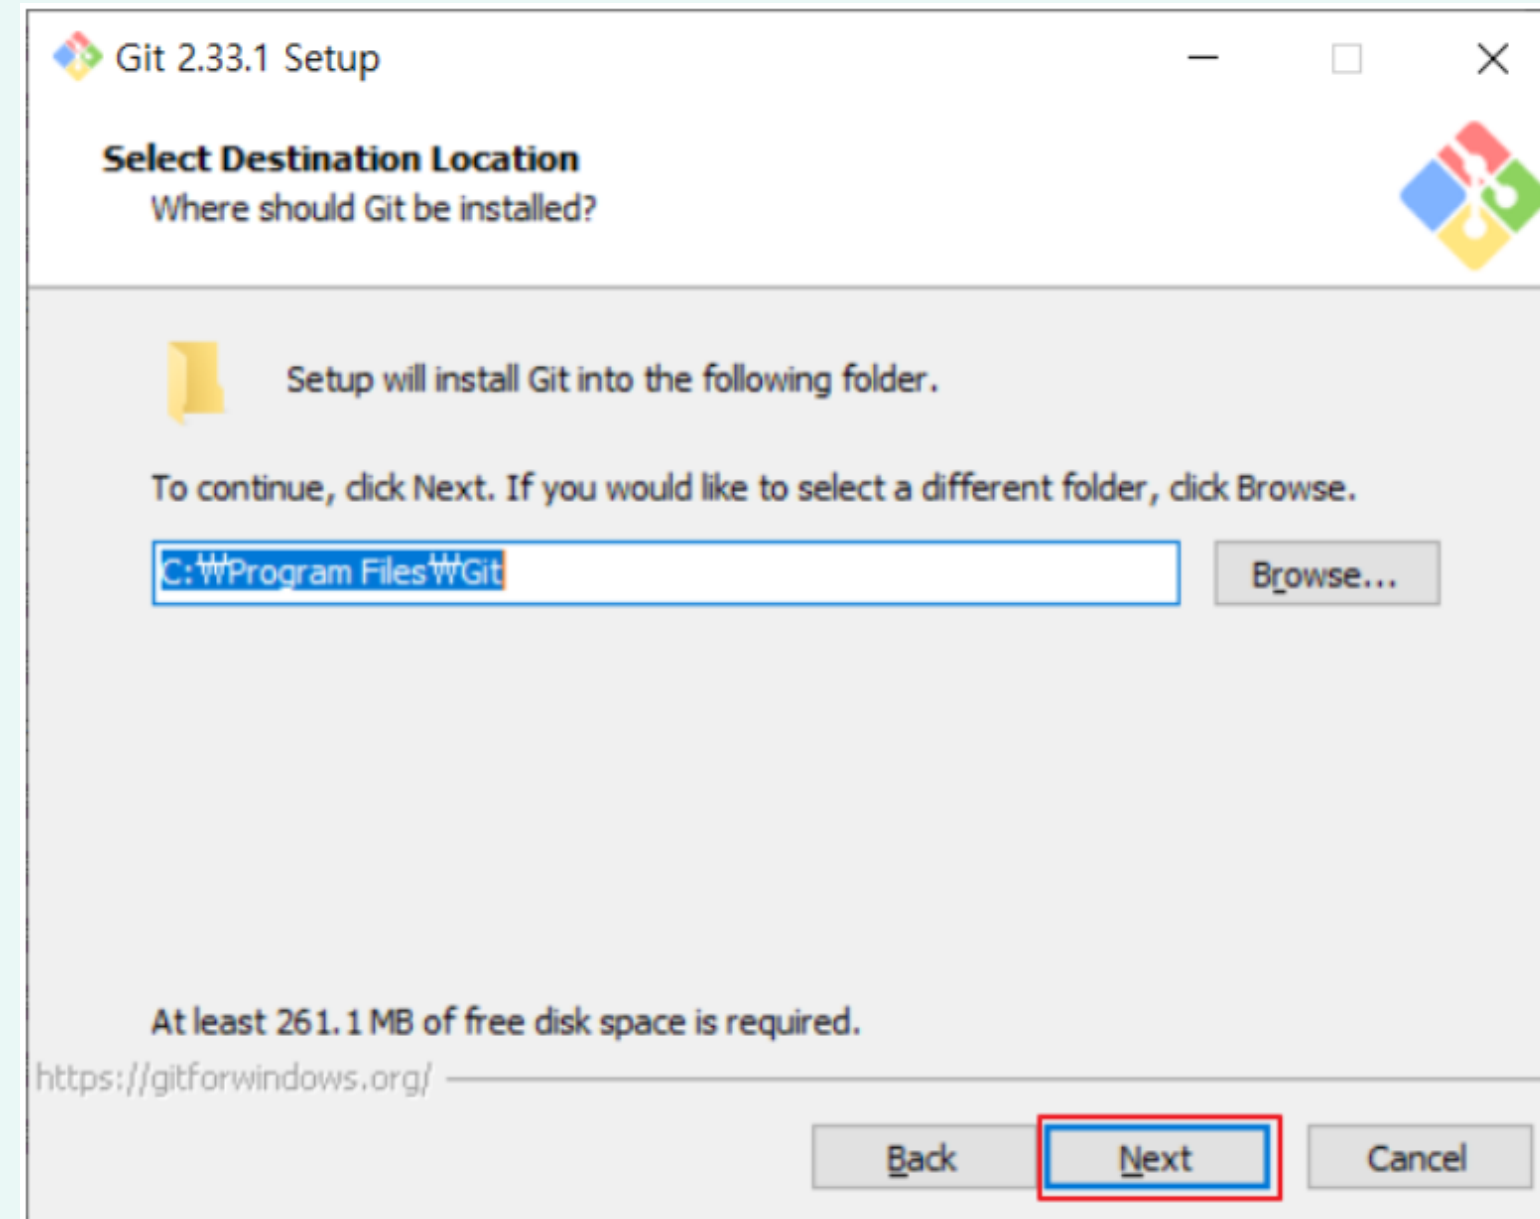 Git 2.33.1 Setup
Select Destination Location
Where should Git be installed?
Setup will install Git into the following folder.
To continue, click Next. If you would like to select a different folder, click Browse.
C:₩Program Files₩Git
Browse...
At least 261.1 MB of free disk space is required.
https://gitforwindows.org/
Back Next Cancel